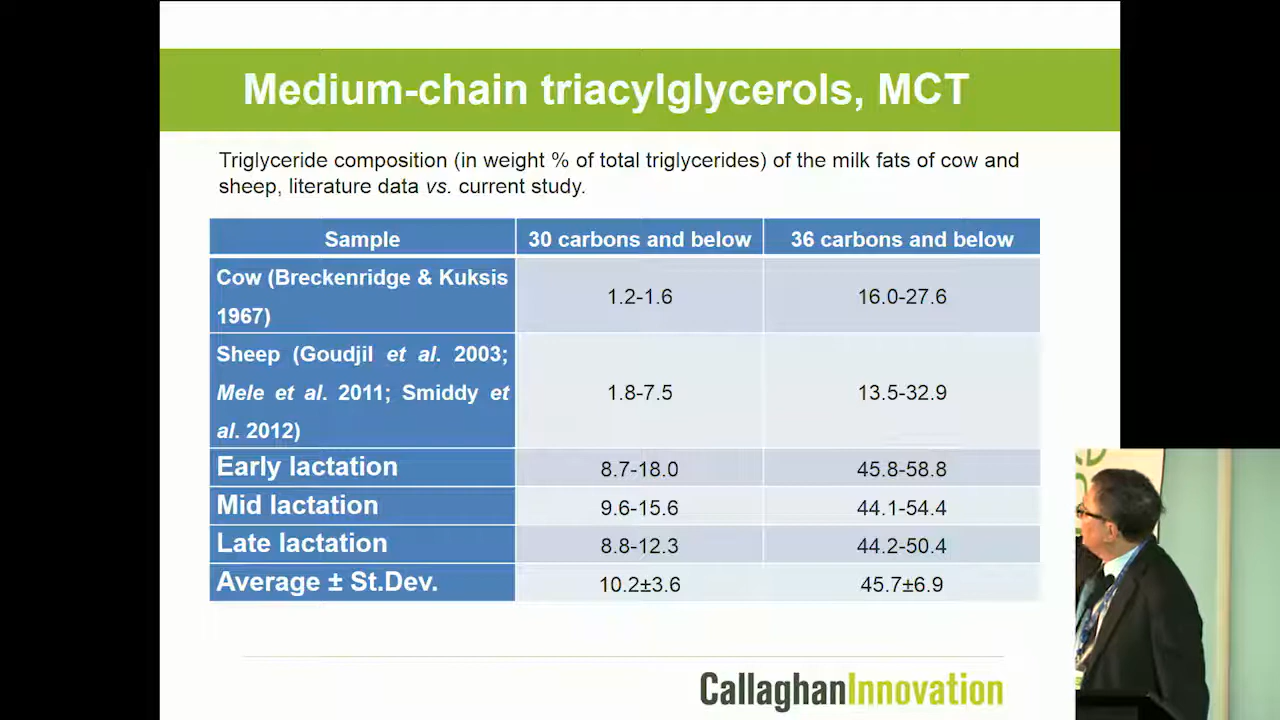 Medium-chain triacylglycerols, MCT
Triglyceride composition (in weight % of total triglycerides) of the milk fats of cow and
sheep, literature data vs. current study.
Sample 30 carbons and below 36 carbons and below
Cow (Breckenridge & Kuksis
1967) 1.2-1.6 16.0-27.6
Sheep (Goudjil et al. 2003;
Mele et al. 2011; Smiddy et 1.8-7.5 13.5-32.9
al. 2012)
Early lactation 8.7-18.0 45.8-58.8
Mid lactation 9.6-15.6 44.1-54.4
Late lactation 8.8-12.3 44.2-50.4
Average ± St.Dev. 10.2±3.6 45.7±6.9
CallaghanInnovation